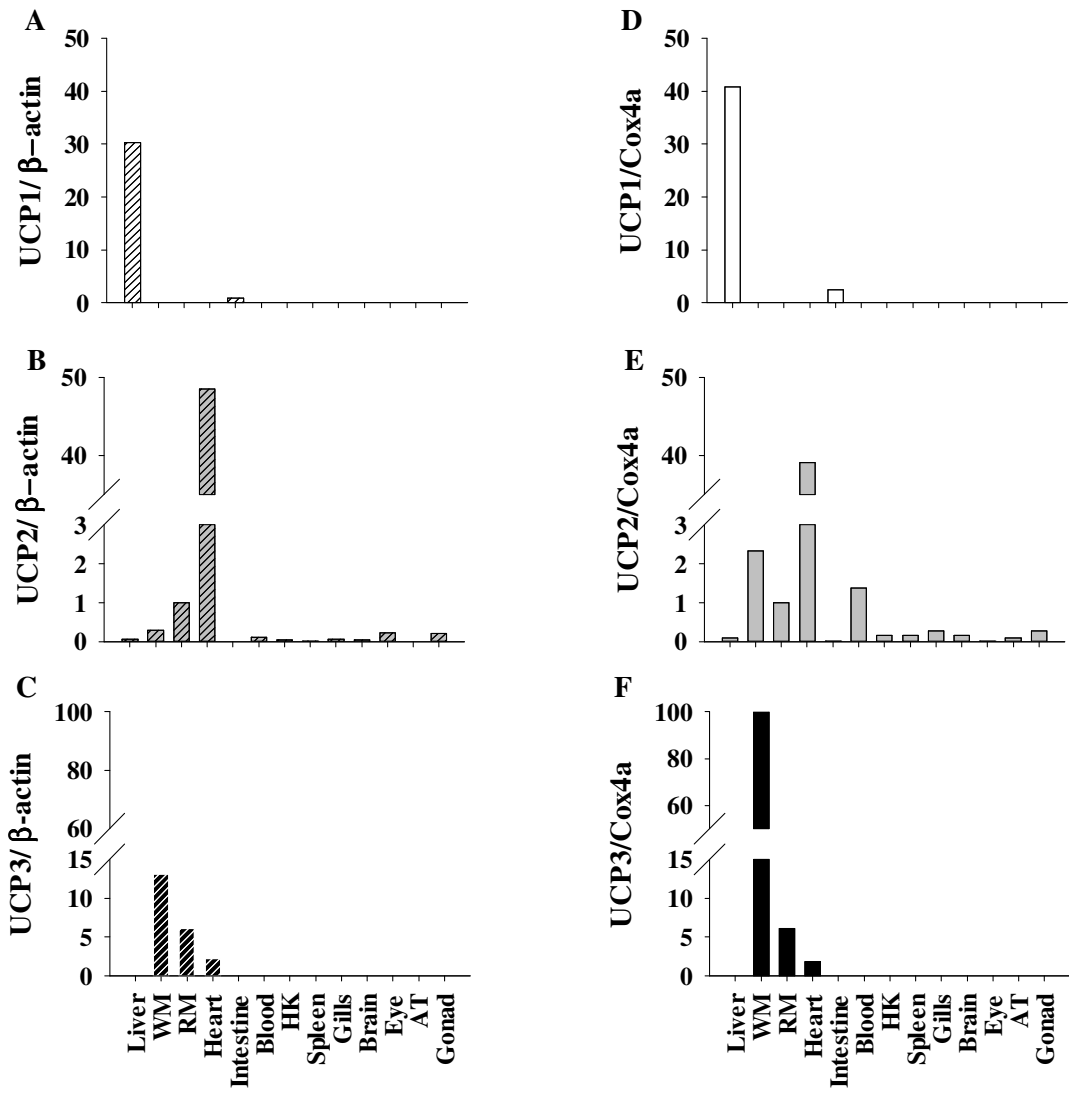 A
UCP1/β−actin
50
40
30
20
10
0
D
UCP1/Cox4a
50
40
30
20
10
0
B
UCP2/β−actin
50
40
3
2
1
0
E
UCP2/Cox4a
50
40
3
2
1
0
C
UCP3/β-actin
100
80
60
15
10
5
0
Liver
WM
RM
Heart
Intestine
Blood
HK
Spleen
Gills
Brain
Eye
AT
Gonad
F
UCP3/Cox4a
100
80
60
15
10
5
0
Liver
WM
RM
Heart
Intestine
Blood
HK
Spleen
Gills
Brain
Eye
AT
Gonad